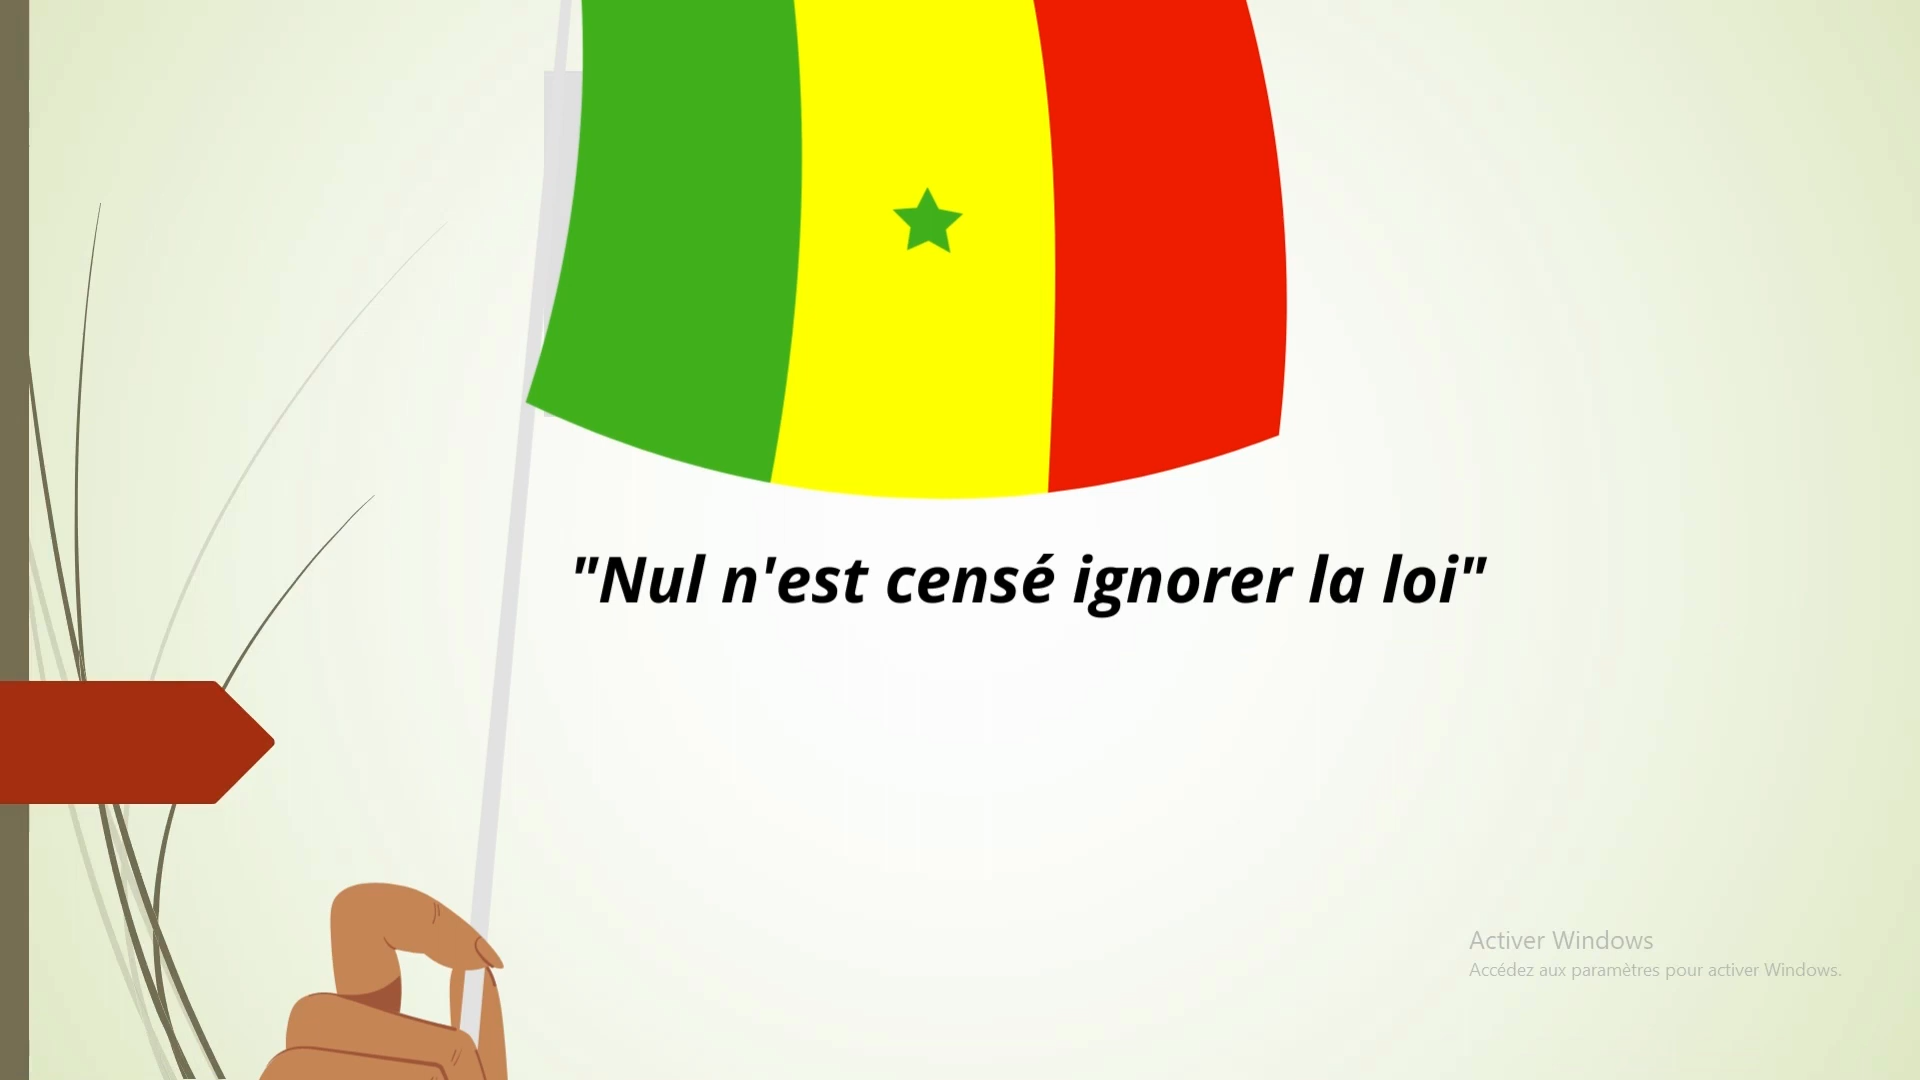 "Nul n'est censé ignorer la loi"
Activer Windows
Accédez aux paramètres pour activer Windows.